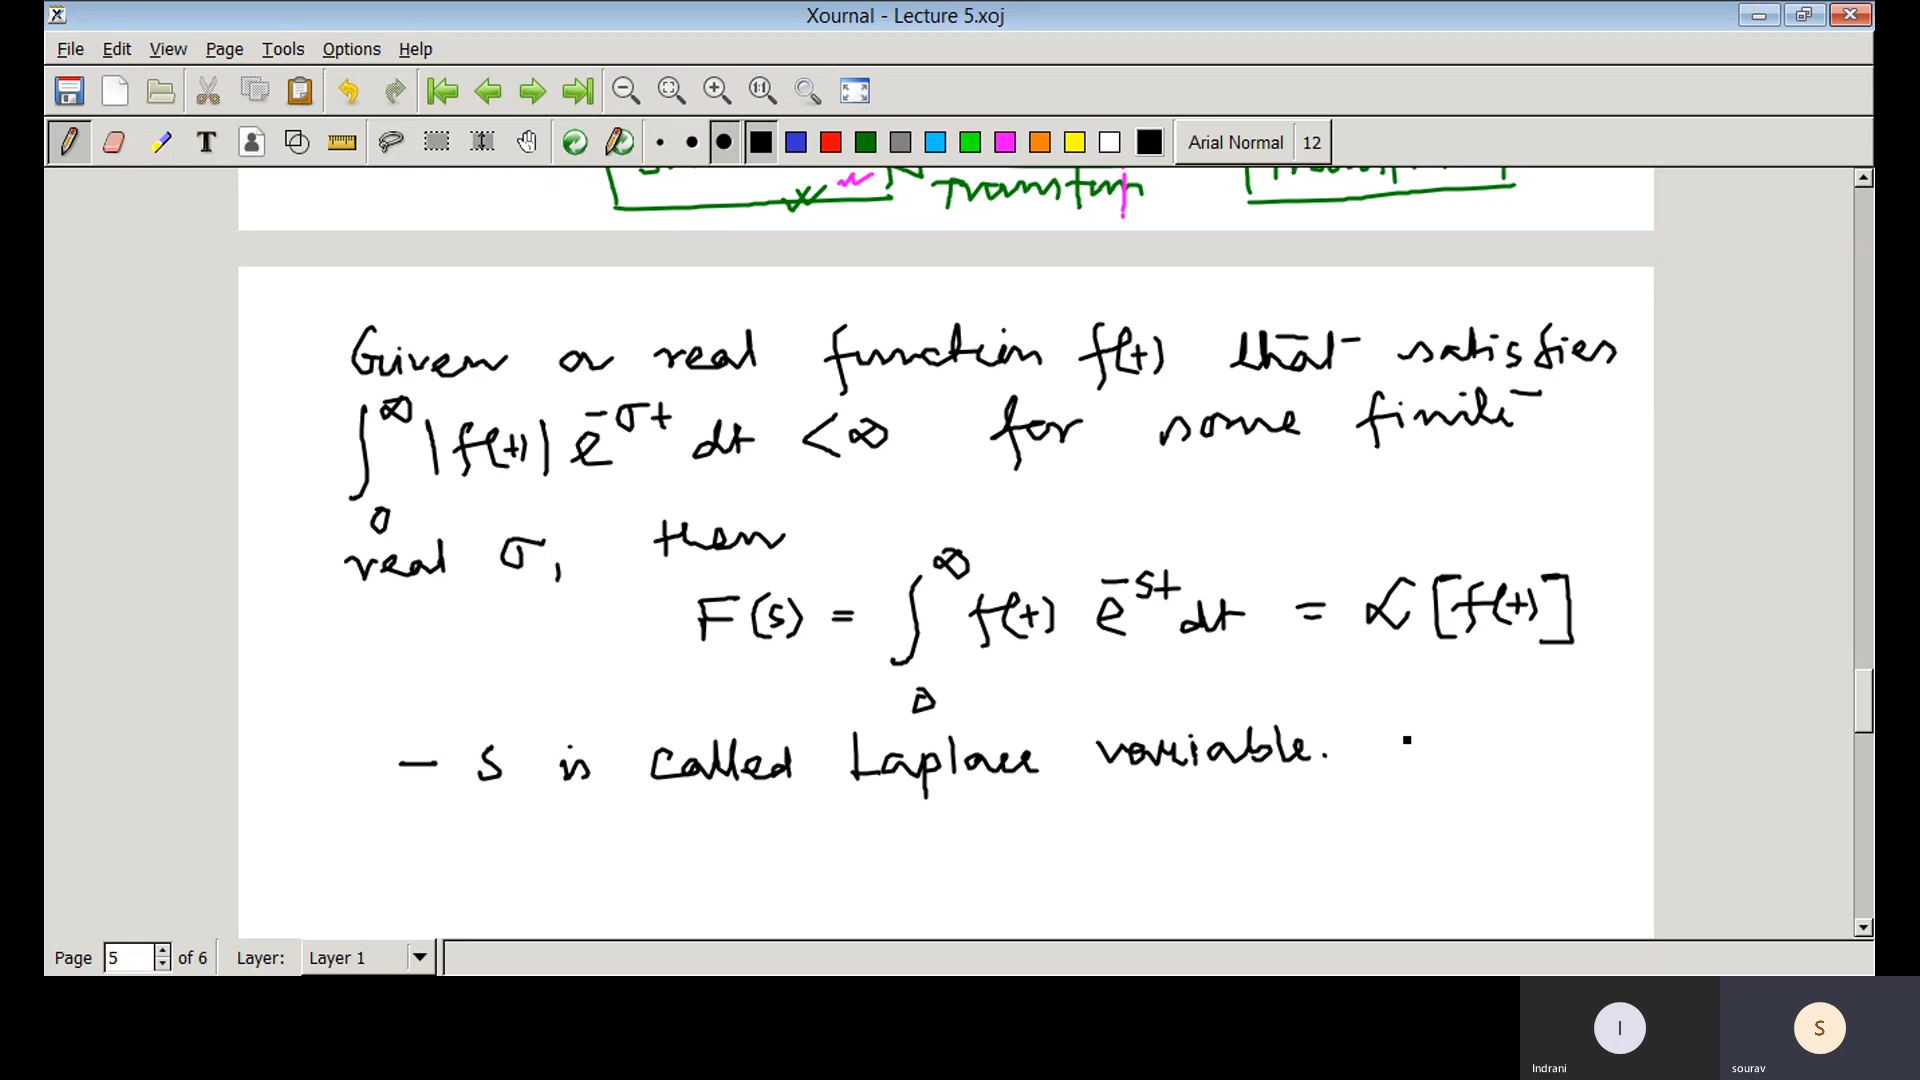 Xournal - Lecture 5.xoj
File Edit View Page Tools Options Help
T Arial Normal 12
Transfer
Given a real function f(t) that satisfies
∫₀^∞ |f(t)| e^{-σt} dt < ∞ for some finite
real σ, then
F(s) = ∫₀^∞ f(t) e^{-st} dt = ℒ [f(t)]
- s is called Laplace variable.
Page 5 of 6 Layer: Layer 1
I S
Indrani sourav